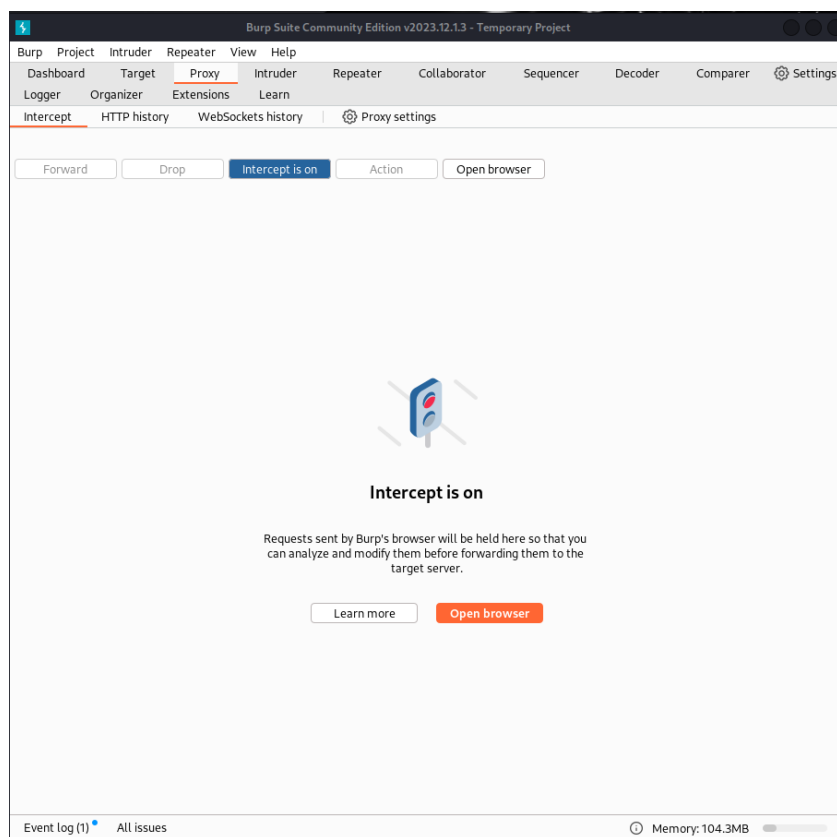 Burp Suite Community Edition v2023.12.1.3 - Temporary Project
Burp Project Intruder Repeater View Help
Dashboard Target Proxy Intruder Repeater Collaborator Sequencer Decoder Comparer Settings
Logger Organizer Extensions Learn
Intercept HTTP history WebSockets history Proxy settings
Forward Drop Intercept is on Action Open browser
Intercept is on
Requests sent by Burp's browser will be held here so that you
can analyze and modify them before forwarding them to the
target server.
Learn more Open browser
Event log (1) All issues Memory: 104.3MB